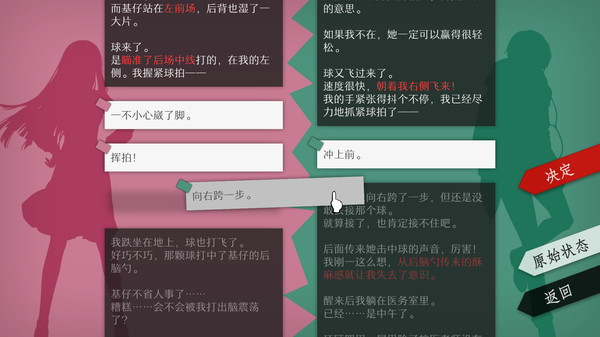 而基仔站在左前场，后背也湿了一
大片。
球来了。
是瞄准了后场中线打的，在我的左
侧。我握紧球拍——
一不小心崴了脚。
挥拍！
向右跨一步。
我跌坐在地上，球也打飞了。
好巧不巧，那颗球打中了基仔的后
脑勺。
基仔不省人事了……
糟糕……会不会被我打出脑震荡
了？
的意思。
如果我不在，她一定可以赢得很轻
松。
球又飞过来了。
速度很快，朝着我右侧飞来！
我的手紧张得抖个不停，我已经尽
力地抓紧球拍了——
冲上前。
向右跨了一步，但还是没
接那个球。
就算接了，也肯定接不住吧。
后面传来她击中球的声音，厉害！
我刚一这么想，从后脑勺传来的酥
麻感就让我失去了意识。
醒来后我躺在医务室里。
已经……是中午了。
决定
原始状态
返回